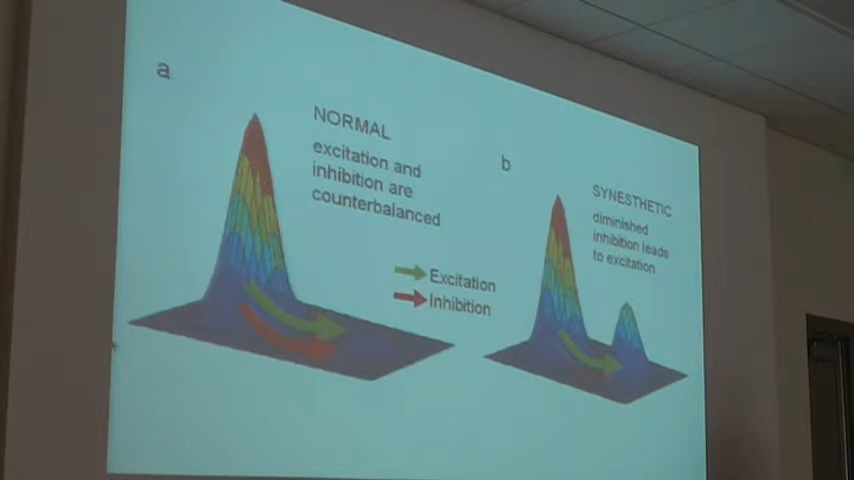 a
NORMAL
excitation and
inhibition are
counterbalanced
Excitation
Inhibition
b
SYNESTHETIC
diminished
inhibition leads
to excitation